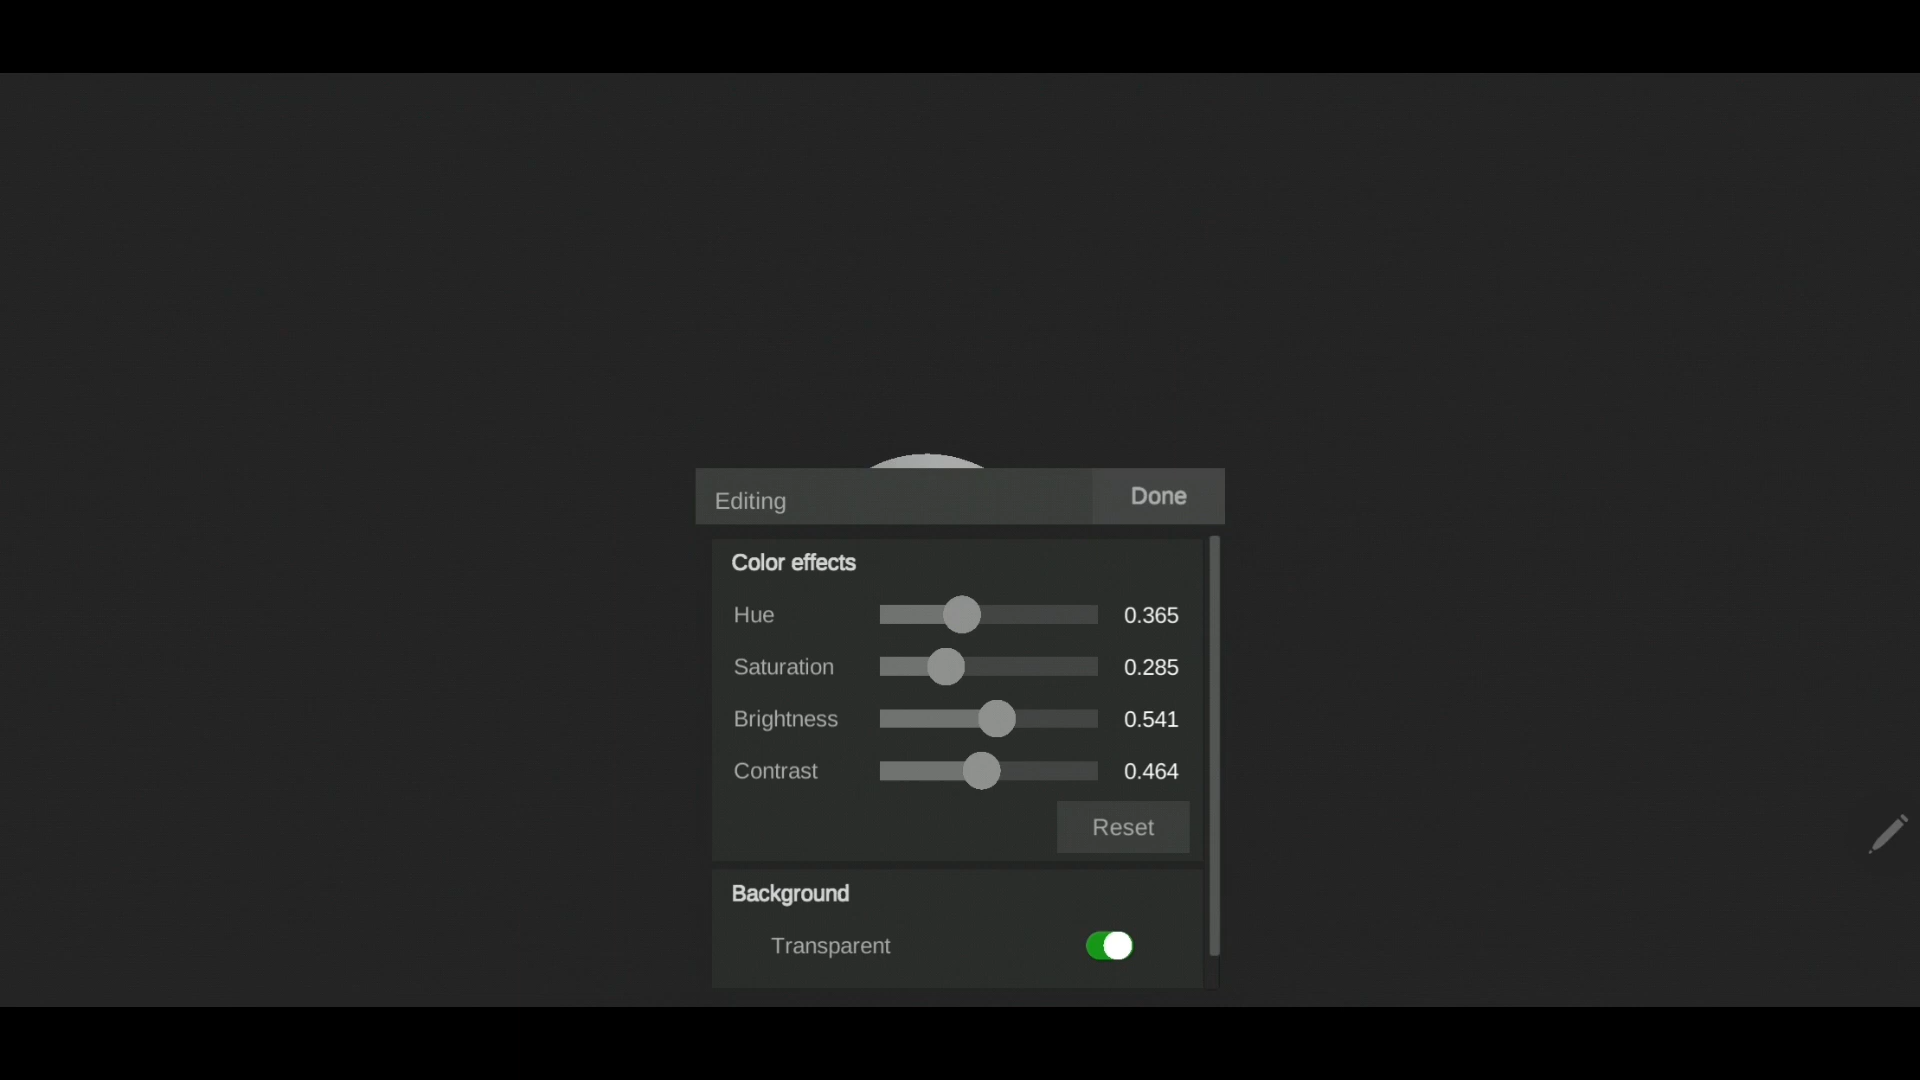 Editing
Done
Color effects
Hue 0.365
Saturation 0.285
Brightness 0.541
Contrast 0.464
Reset
Background
Transparent